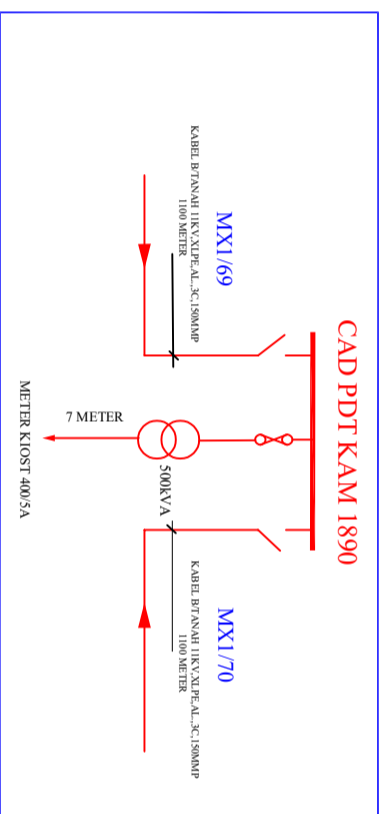 CAD PDT KAM 1890
MX1/69
KABEL B/TANAH 11KV,XLPE,AL.,3C,150MMP
1100 METER
MX1/70
KABEL B/TANAH 11KV,XLPE,AL.,3C,150MMP
1100 METER
500kVA
7 METER
METER KIOST 400/5A